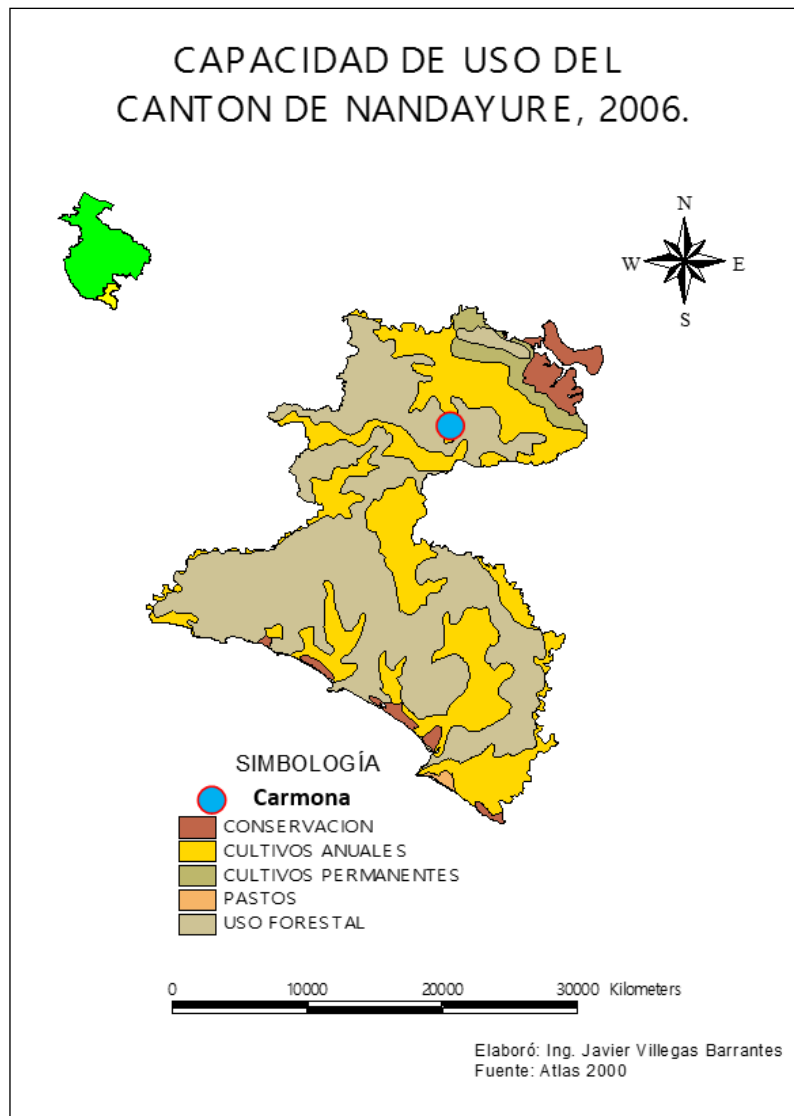 CAPACIDAD DE USO DEL
CANTON DE NANDAYURE, 2006.
N
W E
S
SIMBOLOGÍA
Carmona
CONSERVACION
CULTIVOS ANUALES
CULTIVOS PERMANENTES
PASTOS
USO FORESTAL
0 10000 20000 30000 Kilometers
Elaboró: Ing. Javier Villegas Barrantes
Fuente: Atlas 2000